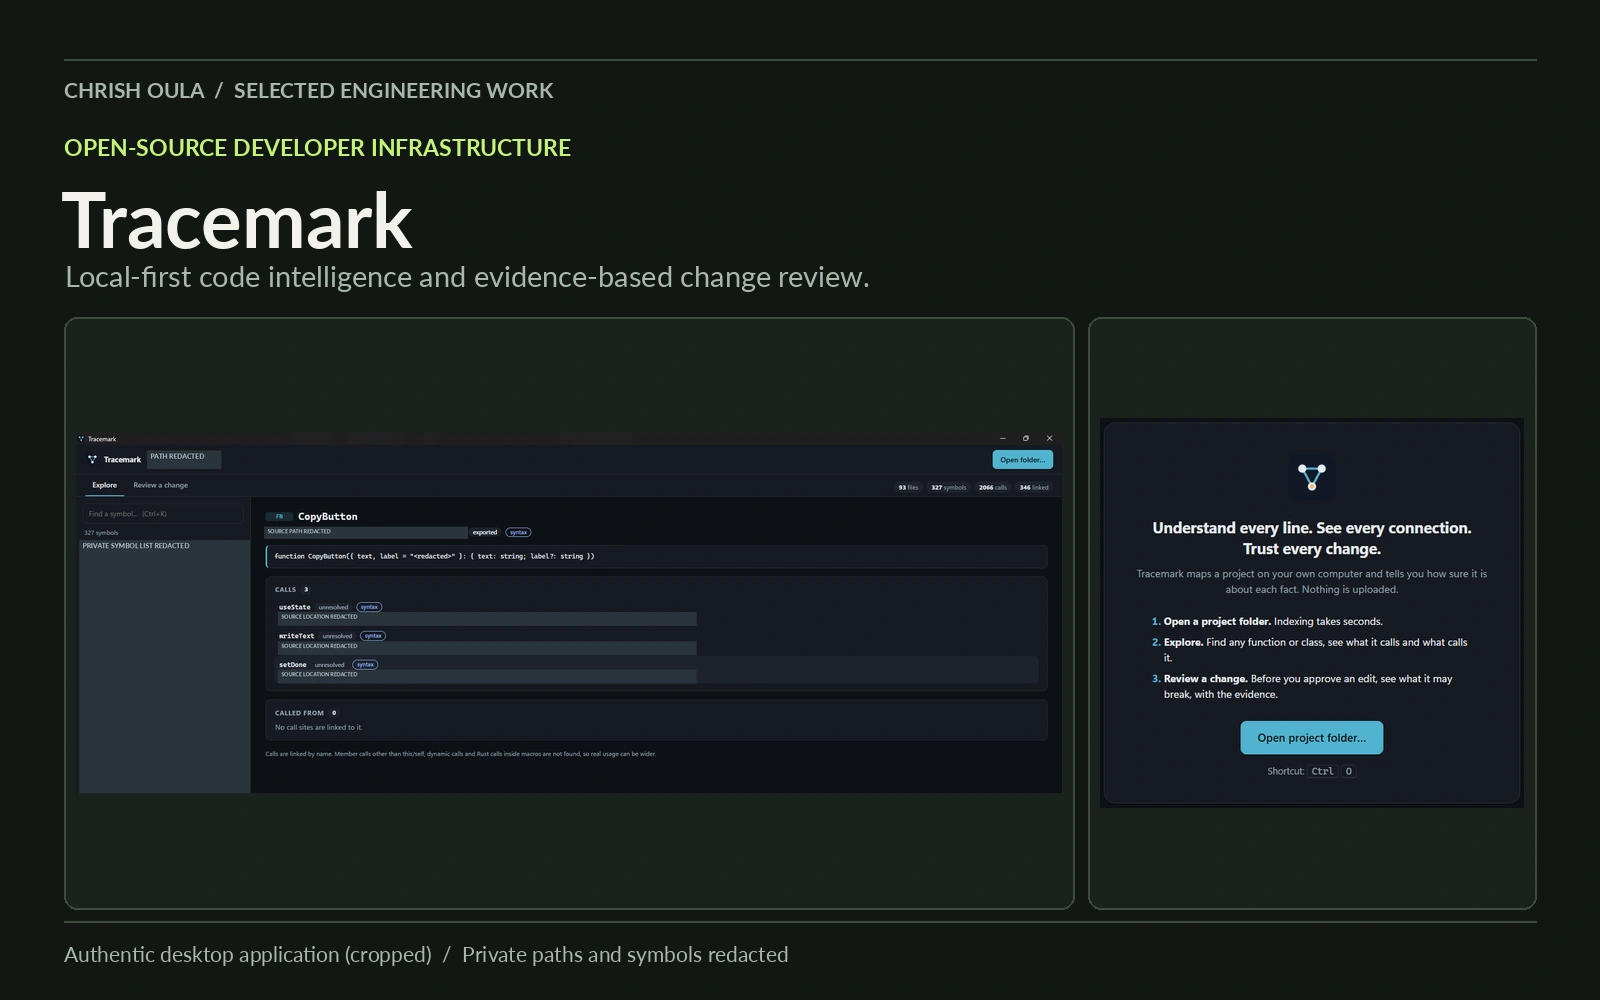 CHRISH OULA / SELECTED ENGINEERING WORK
OPEN-SOURCE DEVELOPER INFRASTRUCTURE
Tracemark
Local-first code intelligence and evidence-based change review.
Tracemark
Tracemark PATH REDACTED Open folder...
Explore Review a change 93 files 327 symbols 2066 calls 346 linked
Find a symbol... (Ctrl+K)
327 symbols
PRIVATE SYMBOL LIST REDACTED
FN CopyButton
SOURCE PATH REDACTED exported syntax
function CopyButton({ text, label = "<redacted>" }: { text: string; label?: string })
CALLS 3
useState unresolved syntax
SOURCE LOCATION REDACTED
writeText unresolved syntax
SOURCE LOCATION REDACTED
setDone unresolved syntax
SOURCE LOCATION REDACTED
CALLED FROM 0
No call sites are linked to it.
Calls are linked by name. Member calls other than this/self, dynamic calls and Rust calls inside macros are not found, so real usage can be wider.
Understand every line. See every connection.
Trust every change.
Tracemark maps a project on your own computer and tells you how sure it is
about each fact. Nothing is uploaded.
1. Open a project folder. Indexing takes seconds.
2. Explore. Find any function or class, see what it calls and what calls
it.
3. Review a change. Before you approve an edit, see what it may
break, with the evidence.
Open project folder...
Shortcut: Ctrl O
Authentic desktop application (cropped) / Private paths and symbols redacted